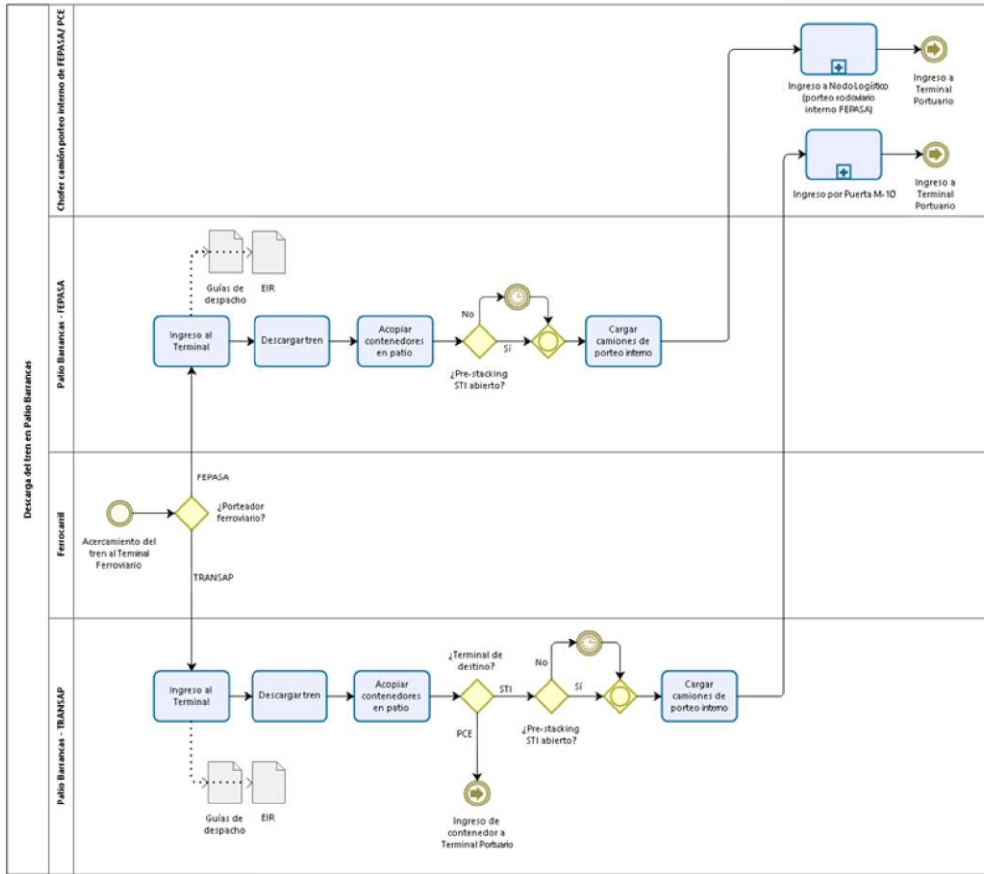 Descarga del tren en Patio Barrancas
Chofer camión porteo interno de FEPASA/ PCE
Ingreso a Nodo Logístico
(porteo rodoviario
interno FEPASA)
Ingreso a
Terminal
Portuario
Ingreso por Puerta M-10
Ingreso a
Terminal
Portuario
Patio Barrancas - FEPASA
Guías de
despacho
EIR
Ingreso al
Terminal
Descargar tren
Acopiar
contenedores
en patio
No
Sí
¿Pre-stacking
STI abierto?
Cargar
camiones de
porteo interno
Ferrocarril
FEPASA
¿Porteador
ferroviario?
Acercamiento del
tren al Terminal
Ferroviario
TRANSAP
Patio Barrancas - TRANSAP
Ingreso al
Terminal
Descargar tren
Acopiar
contenedores
en patio
¿Terminal de
destino?
STI
PCE
No
Sí
¿Pre-stacking
STI abierto?
Cargar
camiones de
porteo interno
Guías de
despacho
EIR
Ingreso de
contenedor a
Terminal Portuario